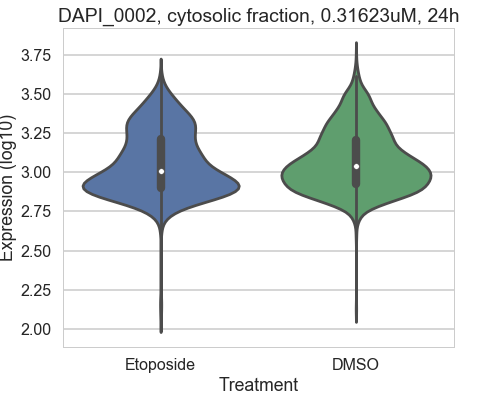 DAPI_0002, cytosolic fraction, 0.31623uM, 24h
3.75
3.50
3.25
3.00
2.75
2.50
2.25
2.00
Expression (log10)
Etoposide DMSO
Treatment